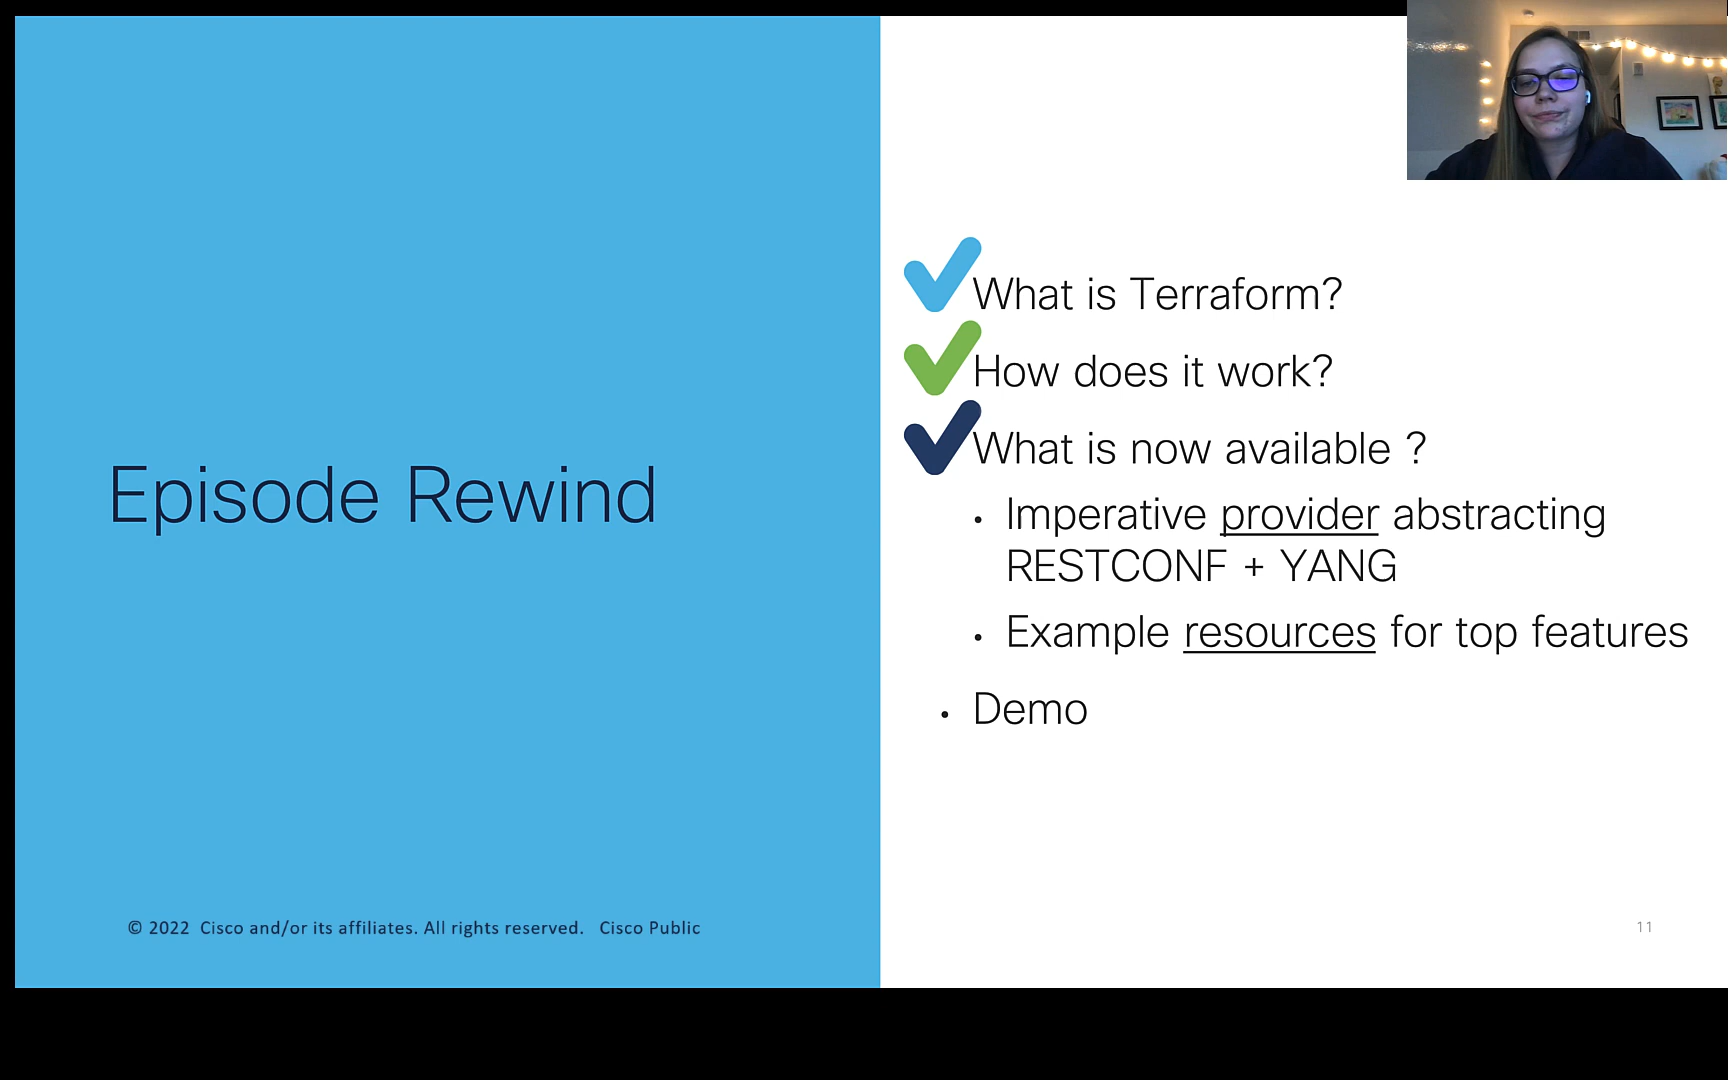 Episode Rewind
What is Terraform?
How does it work?
What is now available ?
• Imperative provider abstracting
RESTCONF + YANG
• Example resources for top features
• Demo
© 2022 Cisco and/or its affiliates. All rights reserved. Cisco Public
11